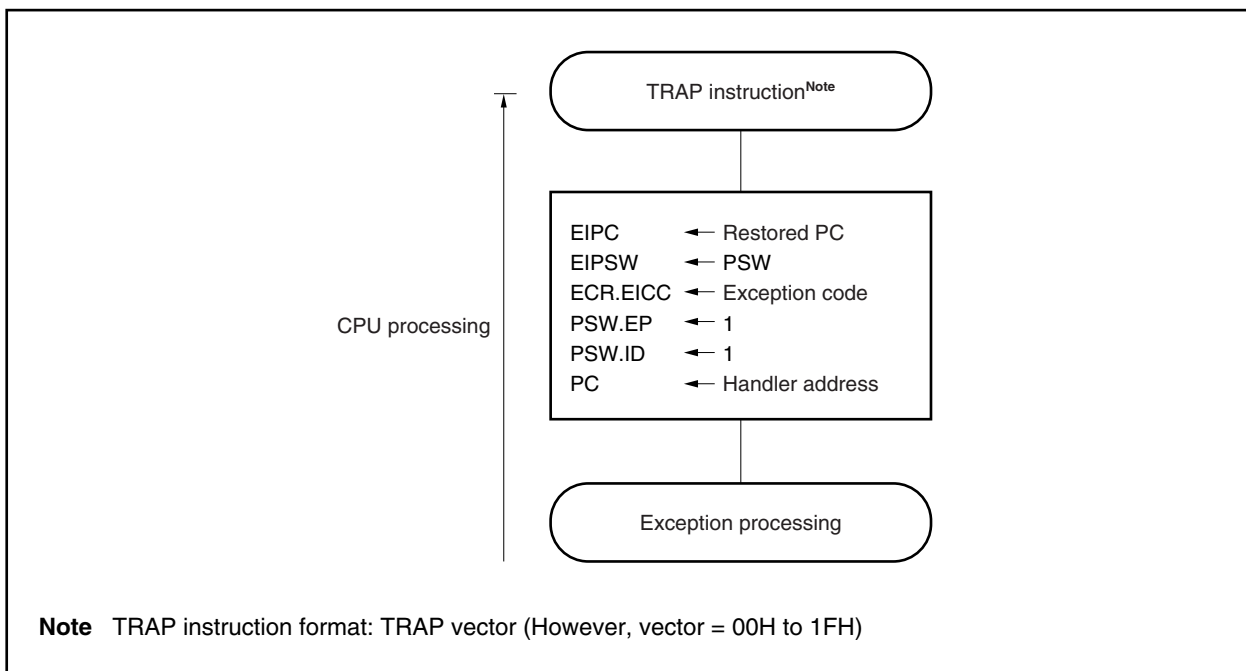 TRAP instructionNote
EIPC ← Restored PC
EIPSW ← PSW
ECR.EICC ← Exception code
PSW.EP ← 1
PSW.ID ← 1
PC ← Handler address
CPU processing
Exception processing
Note TRAP instruction format: TRAP vector (However, vector = 00H to 1FH)